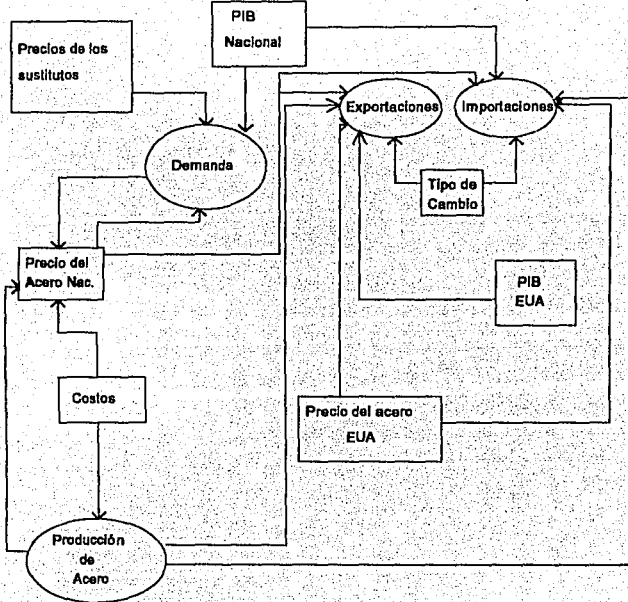 PIB
Nacional
Precios de los
sustitutos
Exportaciones
Importaciones
Demanda
Tipo de
Cambio
Precio del
Acero Nac.
PIB
EUA
Costos
Precio del acero
EUA
Producción
de
Acero